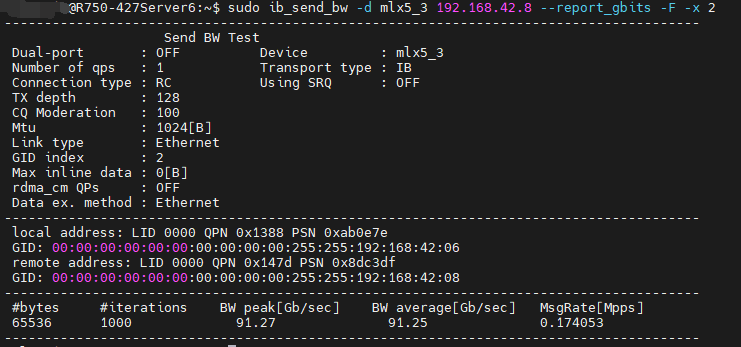 @R750-427Server6:~$ sudo ib_send_bw -d mlx5_3 192.168.42.8 --report_gbits -F -x 2
Send BW Test
Dual-port : OFF Device : mlx5_3
Number of qps : 1 Transport type : IB
Connection type : RC Using SRQ : OFF
TX depth : 128
CQ Moderation : 100
Mtu : 1024[B]
Link type : Ethernet
GID index : 2
Max inline data : 0[B]
rdma_cm QPs : OFF
Data ex. method : Ethernet
local address: LID 0000 QPN 0x1388 PSN 0xab0e7e
GID: 00:00:00:00:00:00:00:00:00:00:255:255:192:168:42:06
remote address: LID 0000 QPN 0x147d PSN 0x8dc3df
GID: 00:00:00:00:00:00:00:00:00:00:255:255:192:168:42:08
#bytes #iterations BW peak[Gb/sec] BW average[Gb/sec] MsgRate[Mpps]
65536 1000 91.27 91.25 0.174053